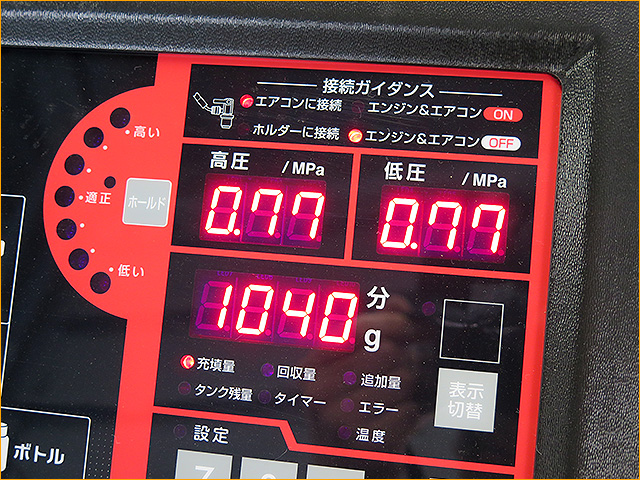 接続ガイダンス
エアコンに接続 エンジン&エアコン ON
ホルダーに接続 エンジン&エアコン OFF
高圧 /MPa 低圧 /MPa
0.77 0.77
高い
適正
ホールド
低い
1040 分
g
充填量 回収量 追加量
タンク残量 タイマー エラー
設定 温度
表示
切替
ボトル